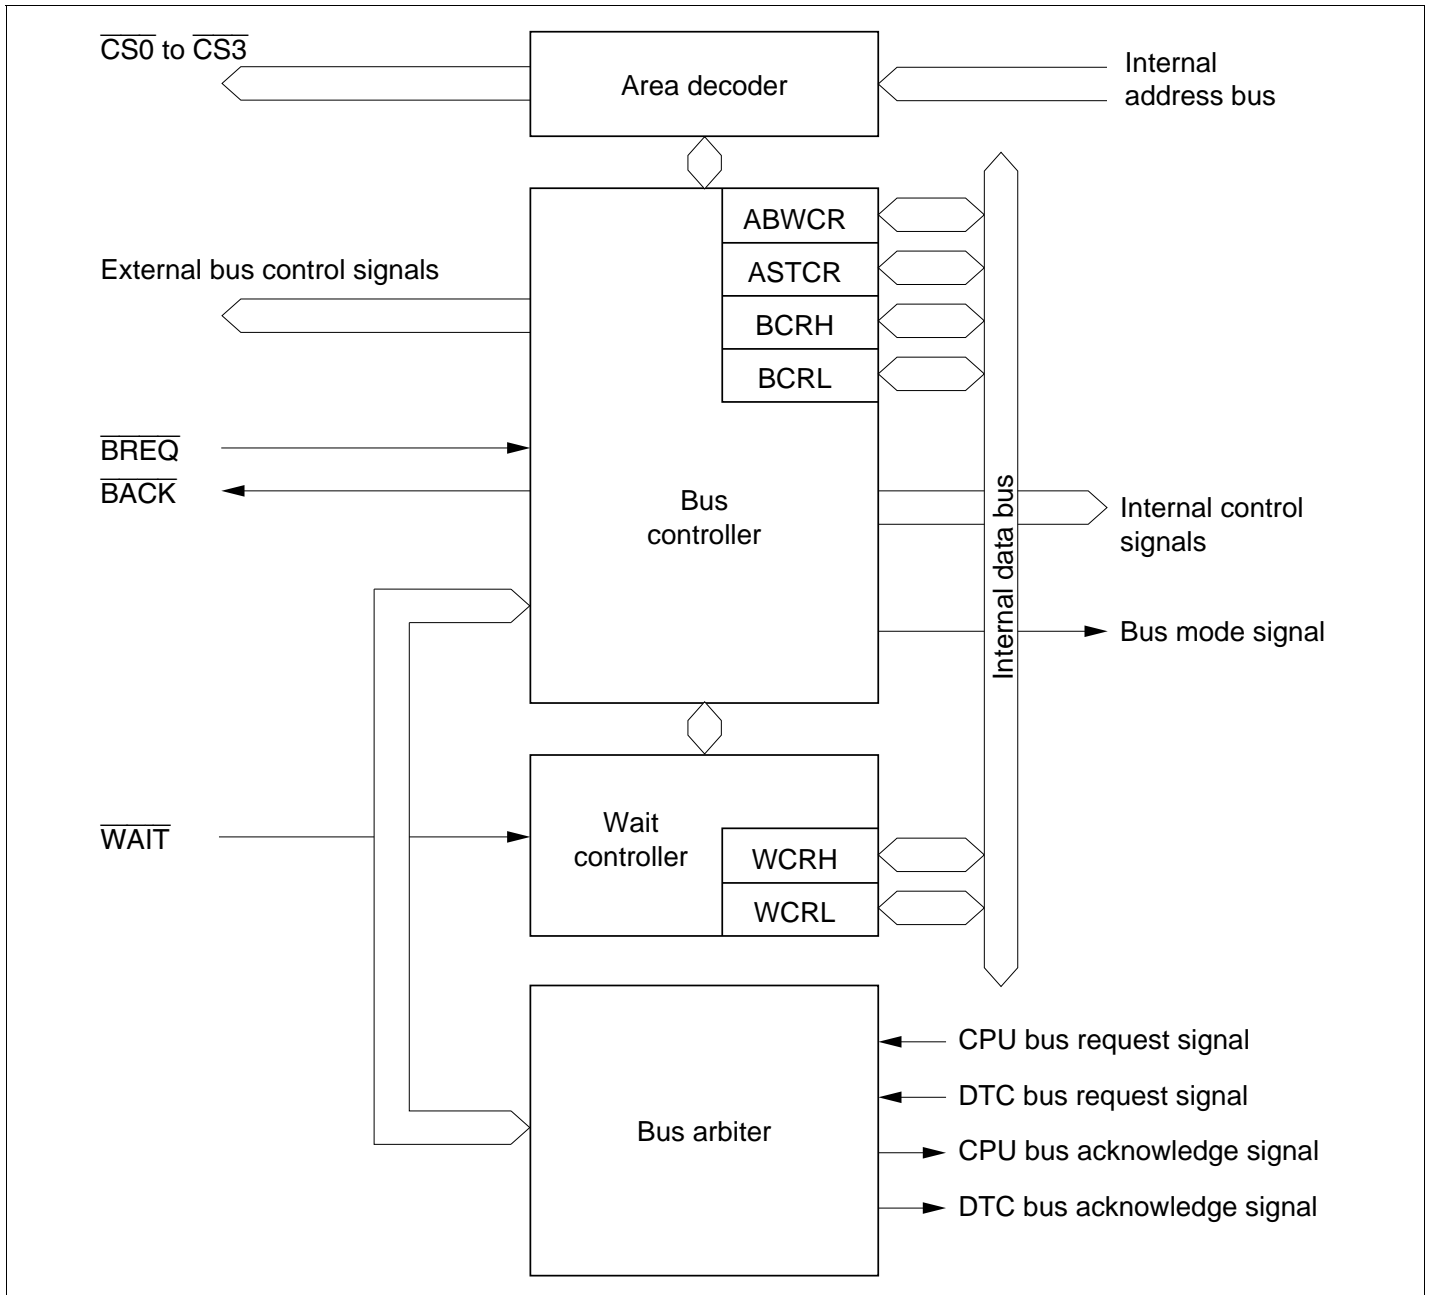 CS0 to CS3
Area decoder
Internal
address bus
ABWCR
ASTCR
BCRH
BCRL
External bus control signals
BREQ
BACK
Bus
controller
Internal data bus
Internal control
signals
Bus mode signal
WAIT
Wait
controller
WCRH
WCRL
Bus arbiter
CPU bus request signal
DTC bus request signal
CPU bus acknowledge signal
DTC bus acknowledge signal